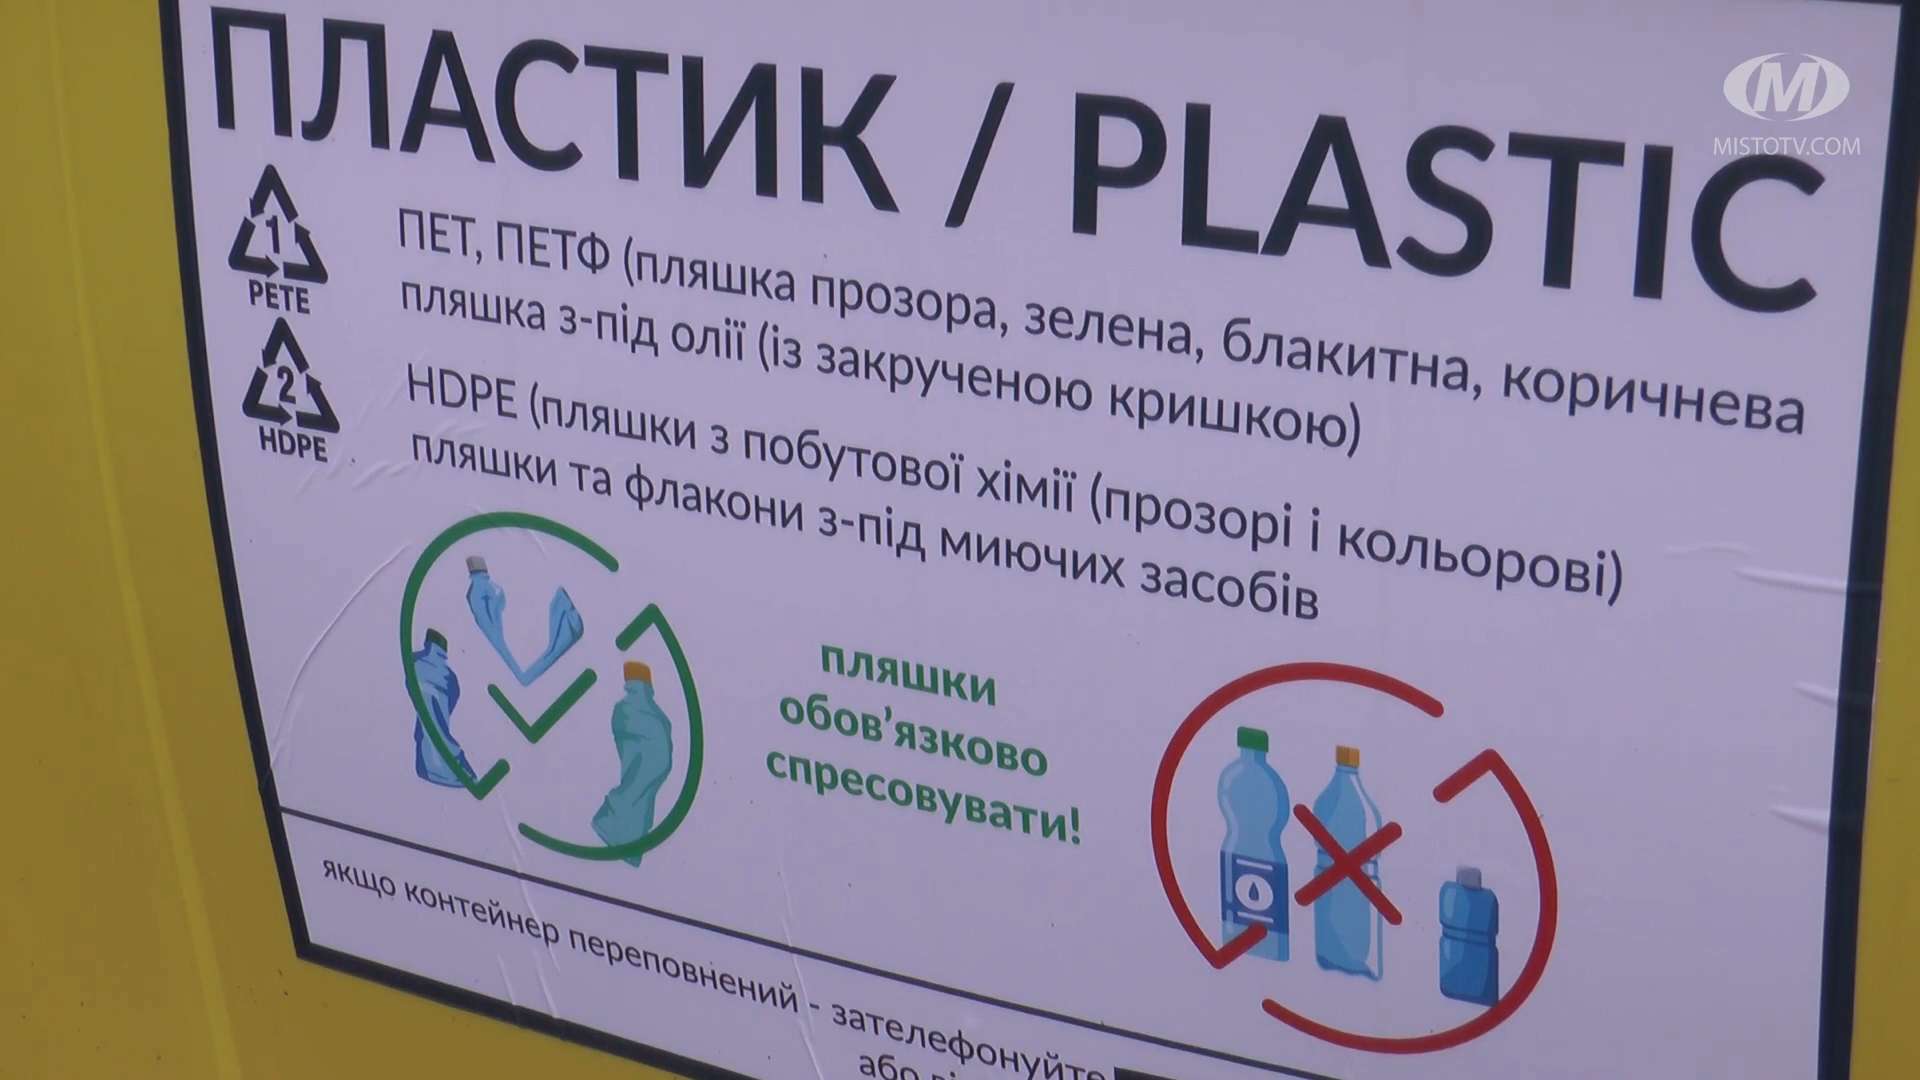 ПЛАСТИК / PLASTIC
M
MISTOTV.COM
1
PETE
ПЕТ, ПЕТФ (пляшка прозора, зелена, блакитна, коричнева
пляшка з-під олії (із закрученою кришкою)
2
HDPE
HDPE (пляшки з побутової хімії (прозорі і кольорові)
пляшки та флакони з-під миючих засобів
пляшки
обов’язково
спресовувати!
якщо контейнер переповнений - зателефонуйте
або